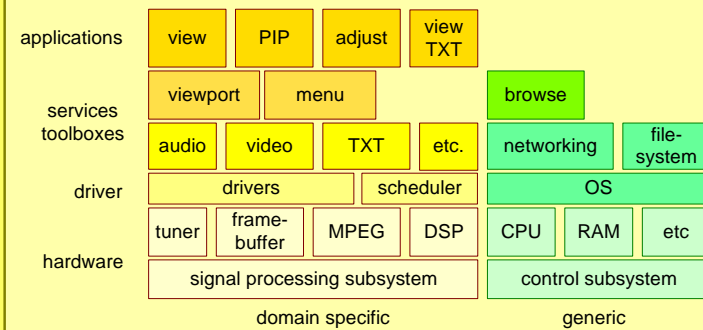 applications
view
PIP
adjust
view
TXT
services
toolboxes
viewport
menu
browse
audio
video
TXT
etc.
networking
file-
system
driver
drivers
scheduler
OS
hardware
tuner
frame-
buffer
MPEG
DSP
CPU
RAM
etc
signal processing subsystem
control subsystem
domain specific
generic